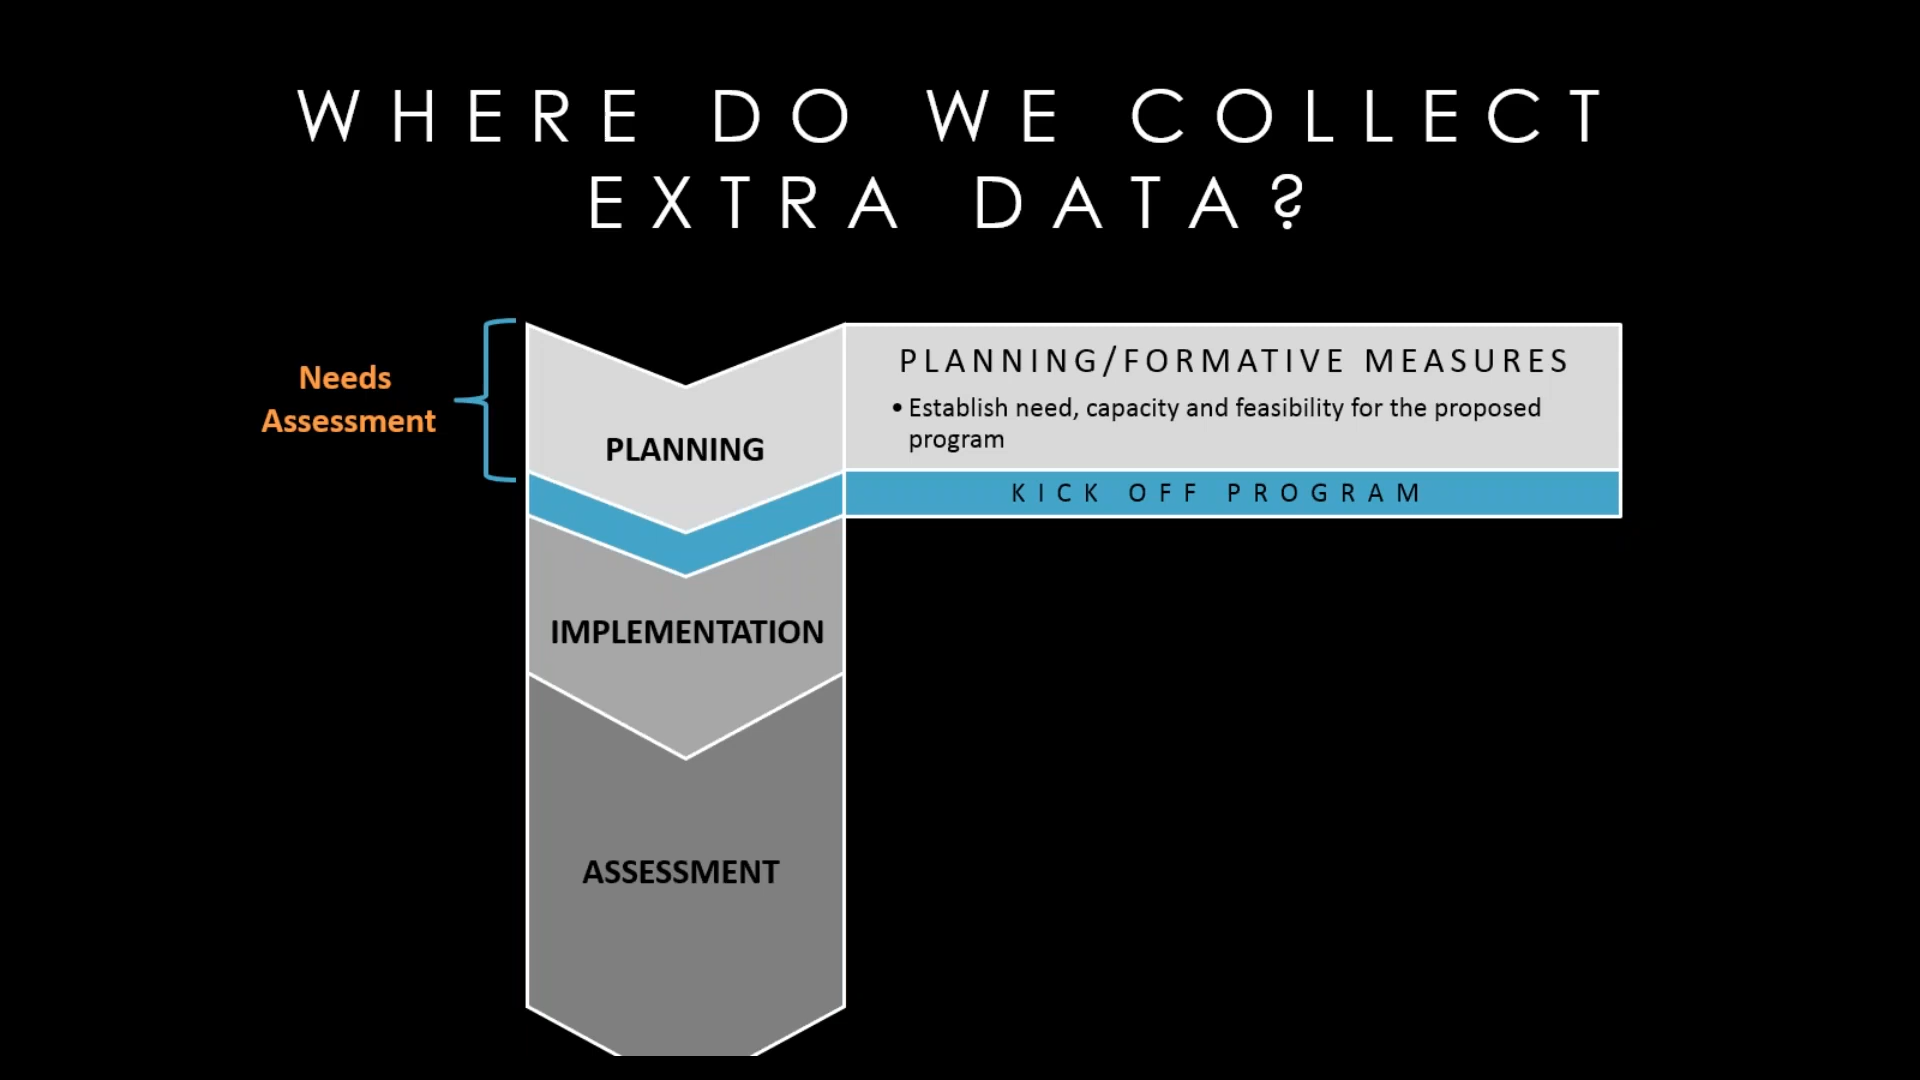 WHERE DO WE COLLECT
EXTRA DATA?
Needs
Assessment
PLANNING
PLANNING/FORMATIVE MEASURES
• Establish need, capacity and feasibility for the proposed
program
KICK OFF PROGRAM
IMPLEMENTATION
ASSESSMENT